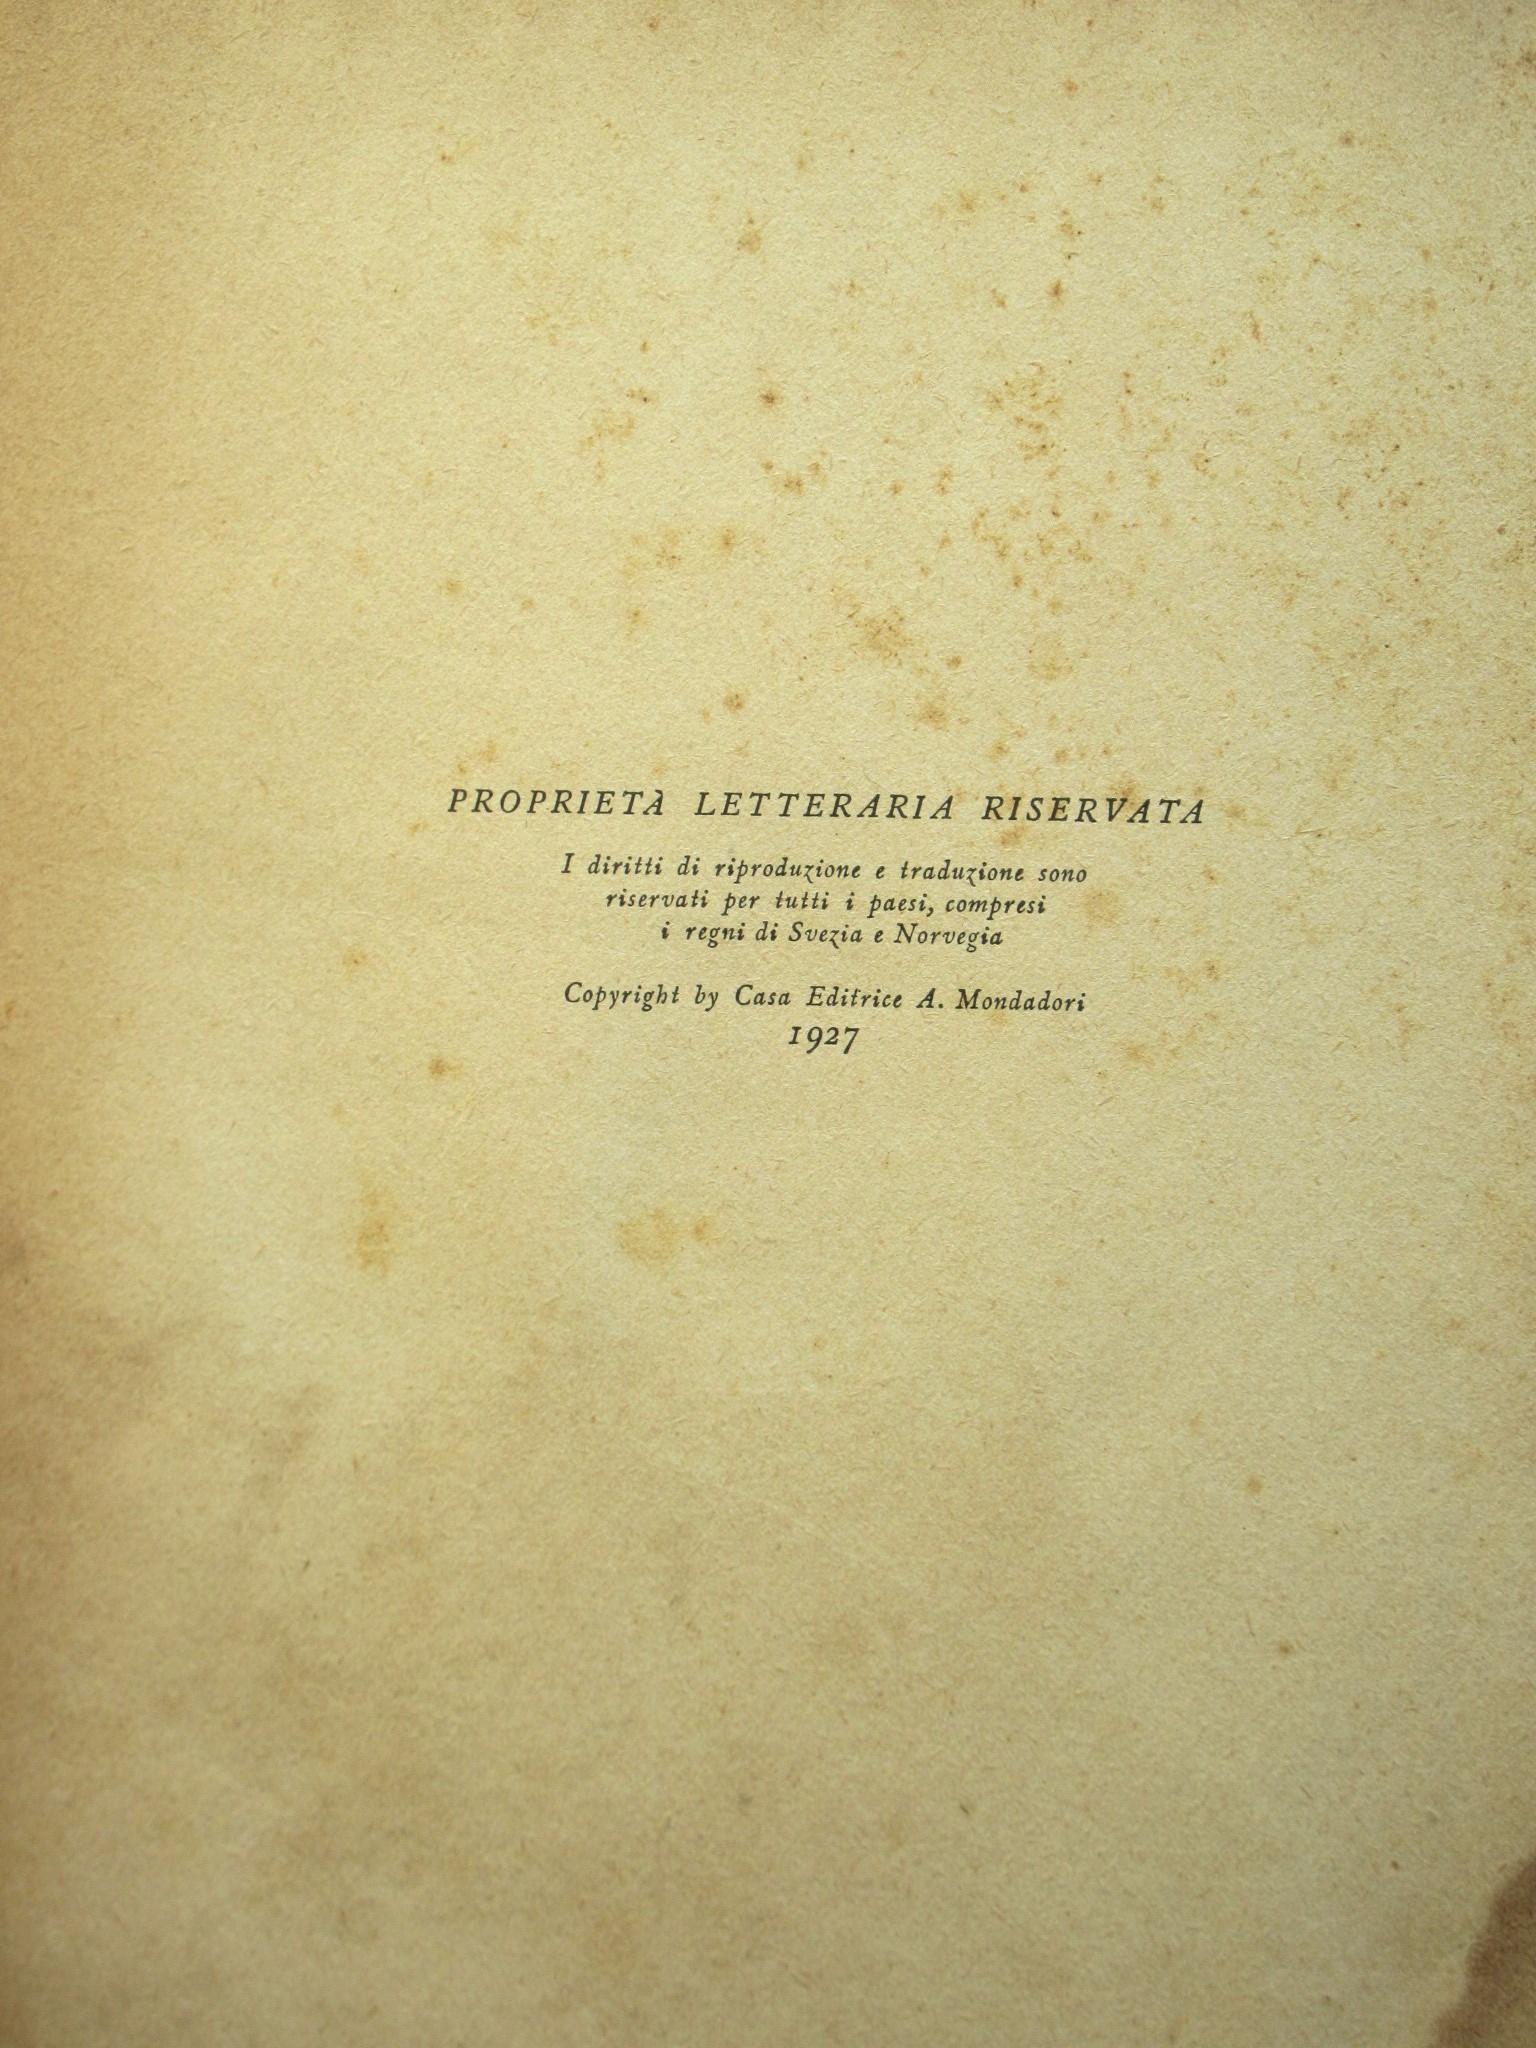 PROPRIETÀ LETTERARIA RISERVATA
I diritti di riproduzione e traduzione sono
riservati per tutti i paesi, compresi
i regni di Svezia e Norvegia
Copyright by Casa Editrice A. Mondadori
1927